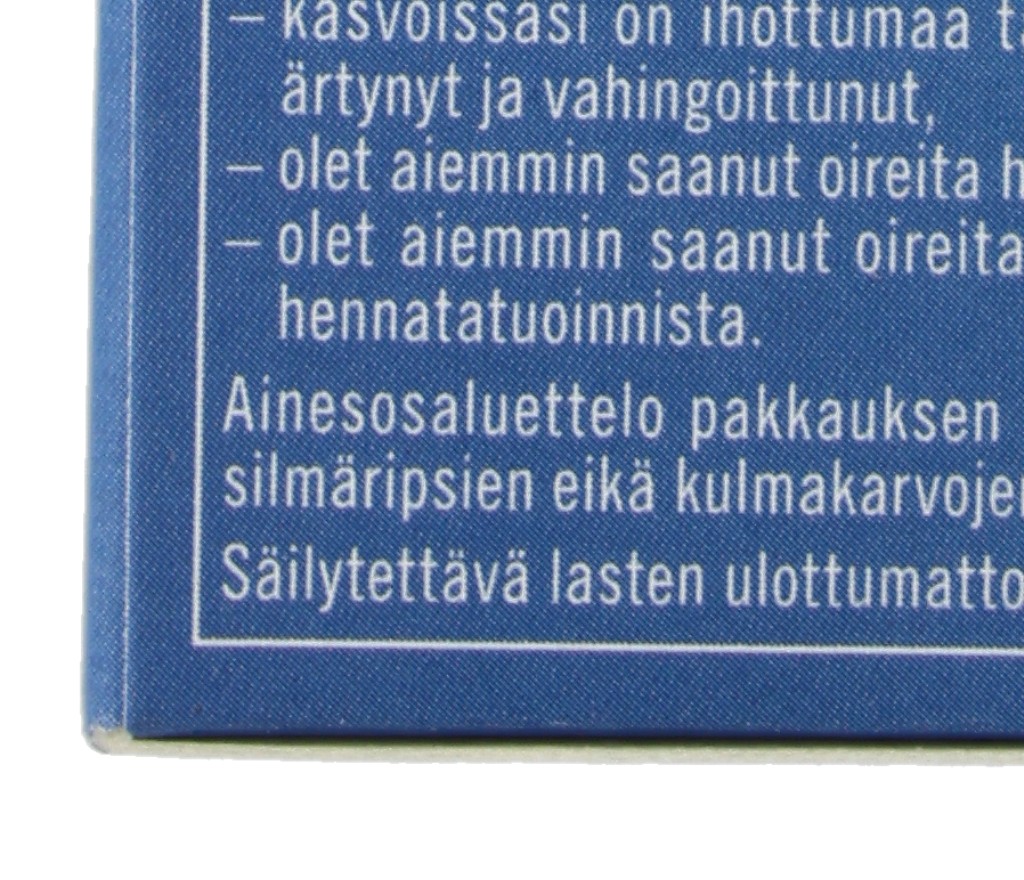 – kasvoissasi on ihottumaa
ärtynyt ja vahingoittunut,
– olet aiemmin saanut oireita
– olet aiemmin saanut oireita
hennatatuoinnista.
Ainesosaluettelo pakkauksen
silmäripsien eikä kulmakarvojen
Säilytettävä lasten ulottumatto